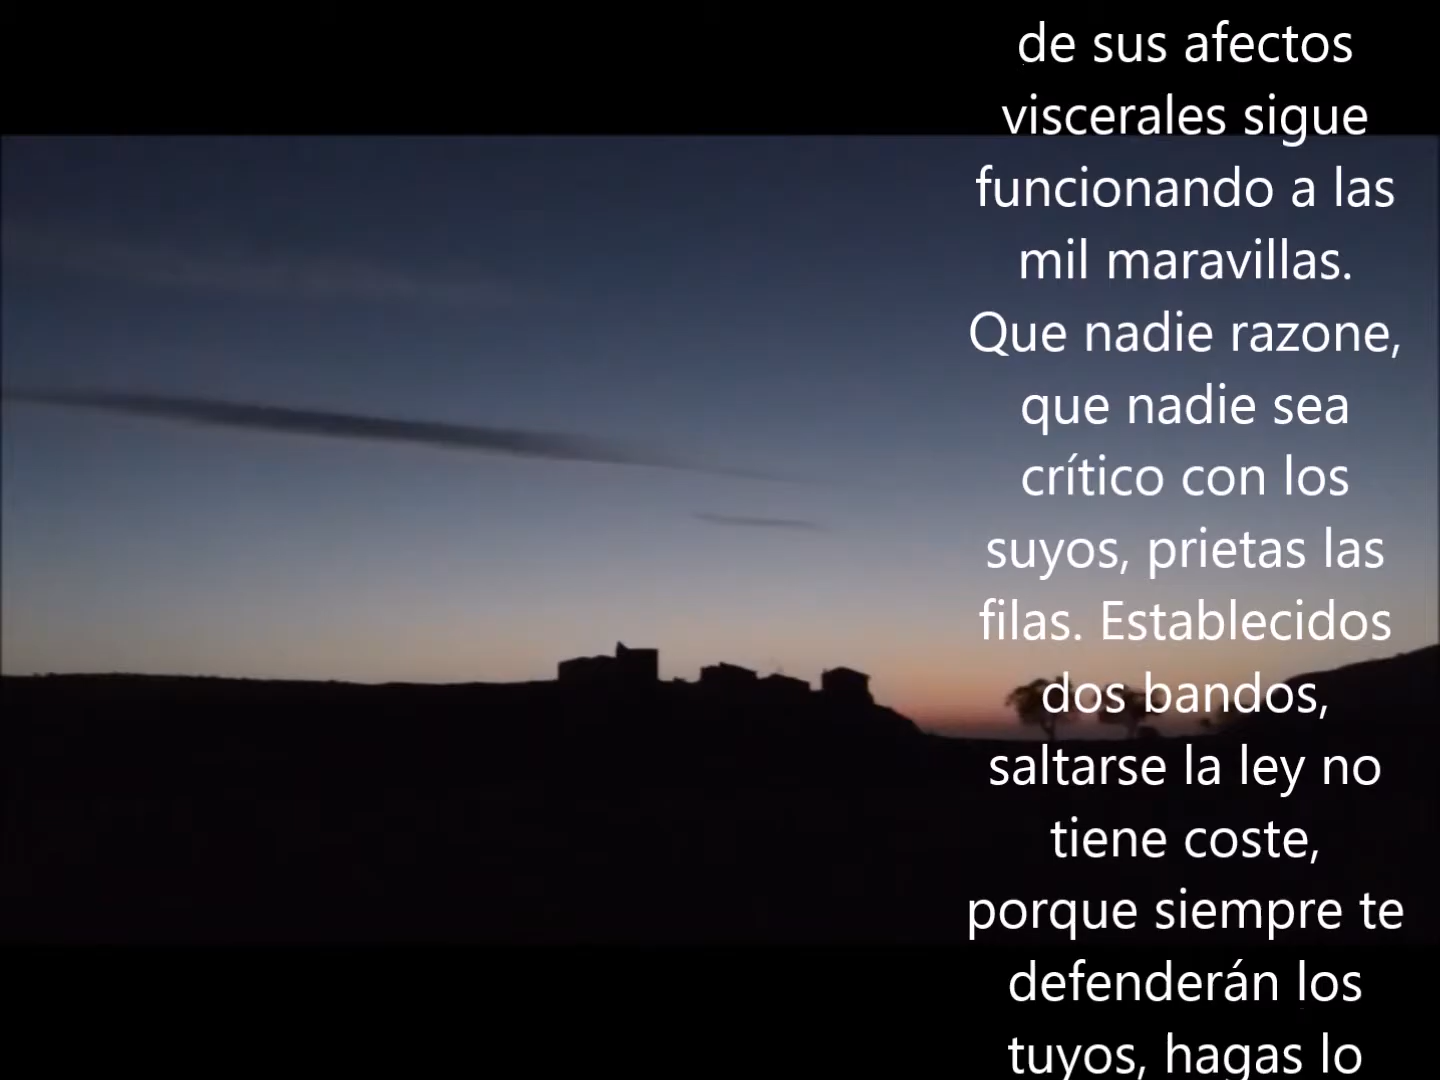 de sus afectos
viscerales sigue
funcionando a las
mil maravillas.
Que nadie razone,
que nadie sea
crítico con los
suyos, prietas las
filas. Establecidos
dos bandos,
saltarse la ley no
tiene coste,
porque siempre te
defenderán los
tuyos, hagas lo